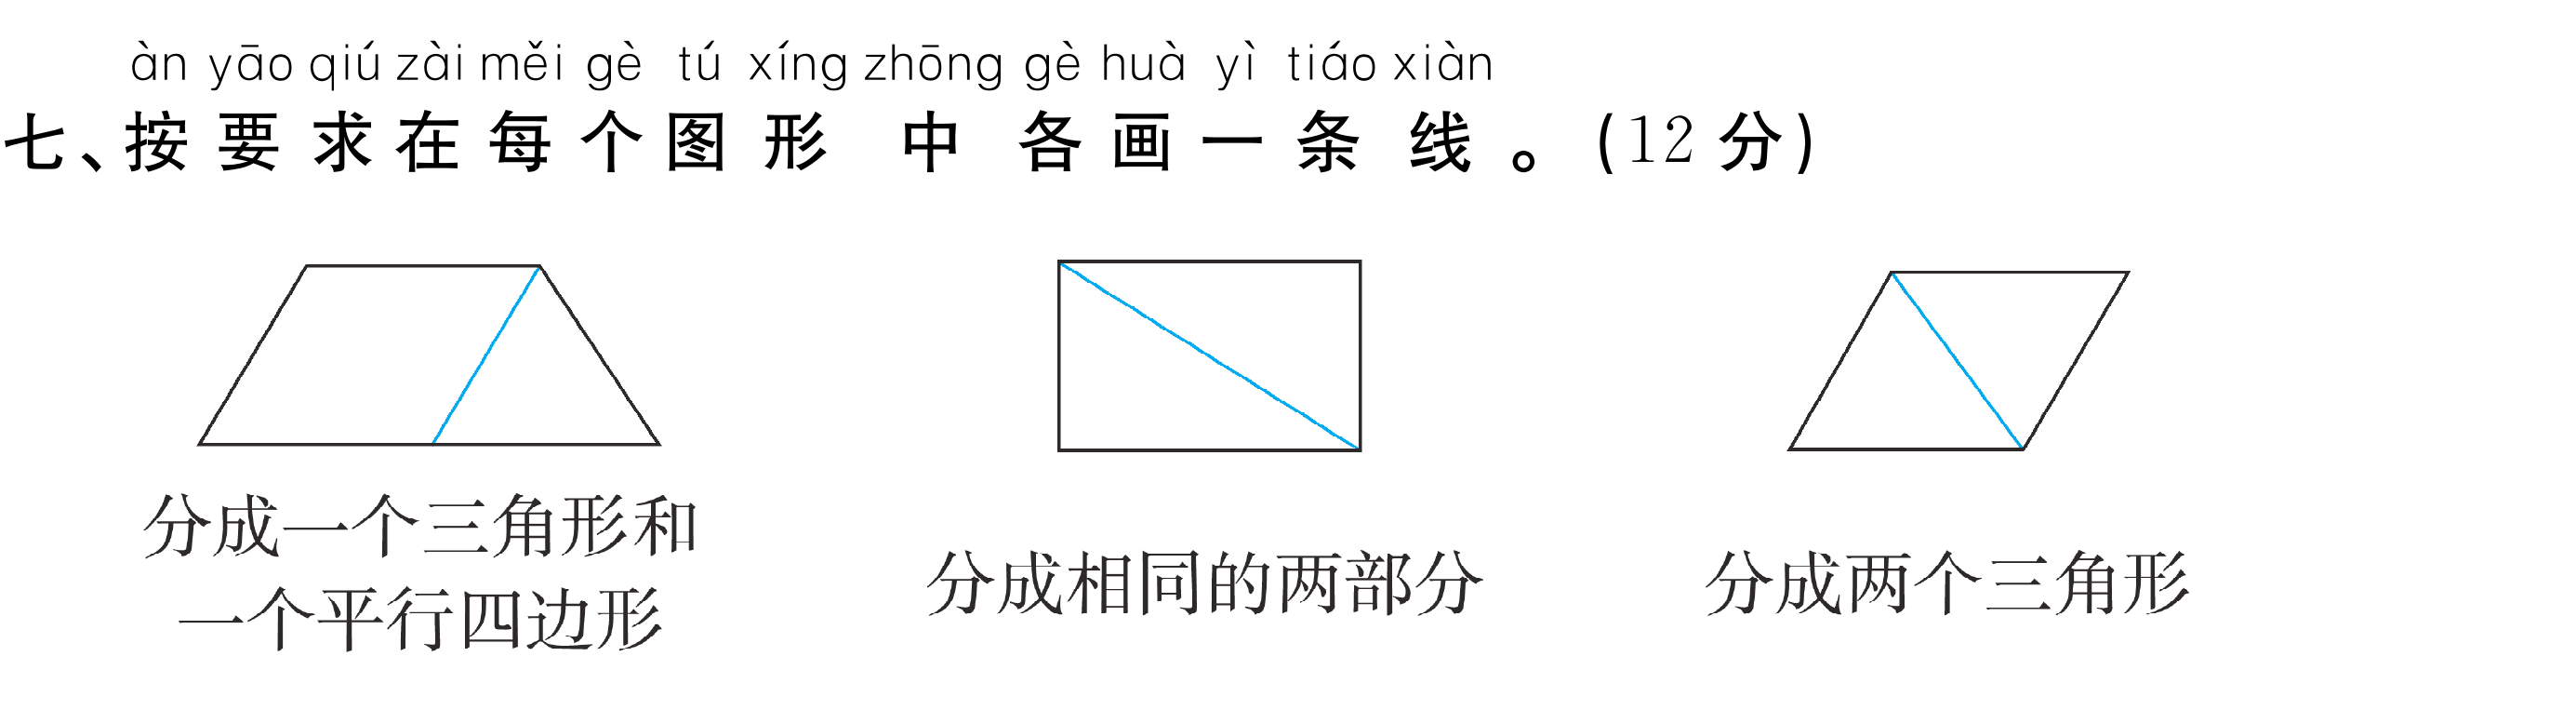 àn yāo qiú zài měi gè tú xíng zhōng gè huà yì tiáo xiàn
七、按要求在每个图形中各画一条线。(12分)
分成一个三角形和
一个平行四边形
分成相同的两部分
分成两个三角形